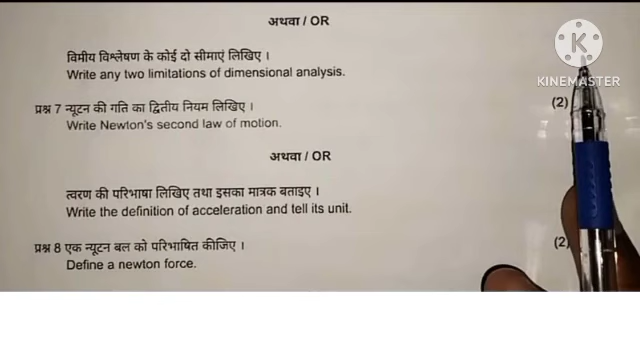 अथवा / OR
विमीय विश्लेषण के कोई दो सीमाएं लिखिए ।
Write any two limitations of dimensional analysis.
प्रश्न 7 न्यूटन की गति का द्वितीय नियम लिखिए । (2)
Write Newton's second law of motion.
अथवा / OR
त्वरण की परिभाषा लिखिए तथा इसका मात्रक बताइए ।
Write the definition of acceleration and tell its unit.
प्रश्न 8 एक न्यूटन बल को परिभाषित कीजिए । (2)
Define a newton force.
K
KINEMASTER